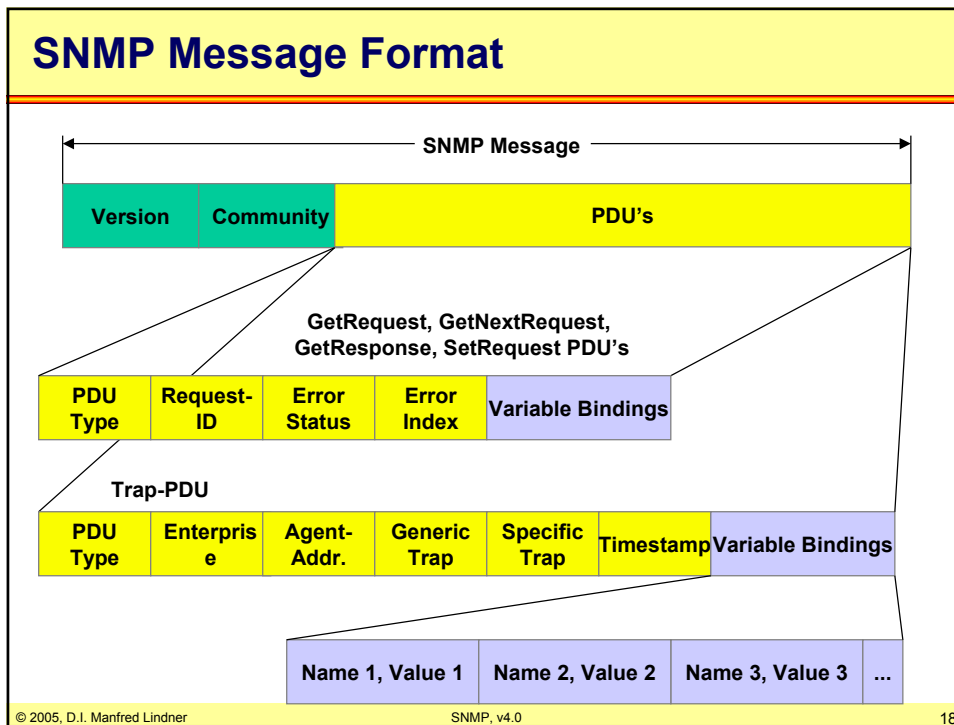 SNMP Message Format
SNMP Message
Version Community PDU's
GetRequest, GetNextRequest,
GetResponse, SetRequest PDU's
PDU Type Request-ID Error Status Error Index Variable Bindings
Trap-PDU
PDU Type Enterpris e Agent-Addr. Generic Trap Specific Trap Timestamp Variable Bindings
Name 1, Value 1 Name 2, Value 2 Name 3, Value 3 ...
© 2005, D.I. Manfred Lindner SNMP, v4.0 18